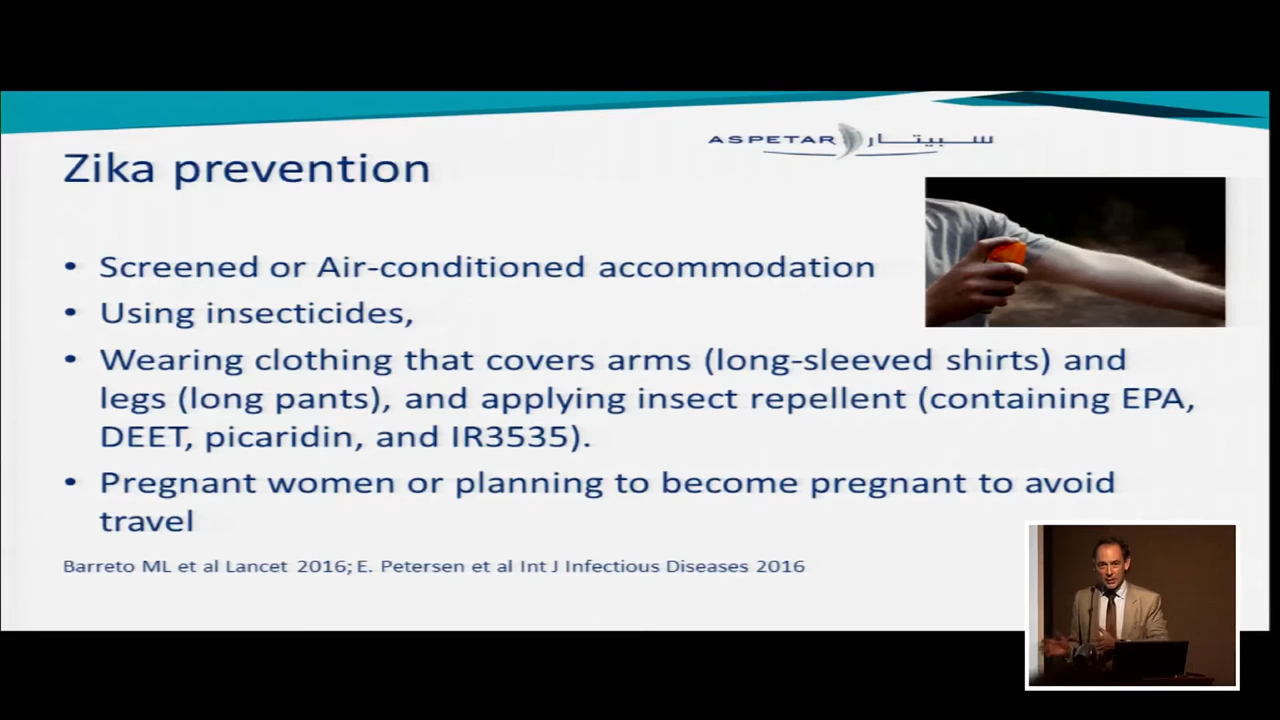 ASPETAR سبيتار
Zika prevention
• Screened or Air-conditioned accommodation
• Using insecticides,
• Wearing clothing that covers arms (long-sleeved shirts) and
legs (long pants), and applying insect repellent (containing EPA,
DEET, picaridin, and IR3535).
• Pregnant women or planning to become pregnant to avoid
travel
Barreto ML et al Lancet 2016; E. Petersen et al Int J Infectious Diseases 2016